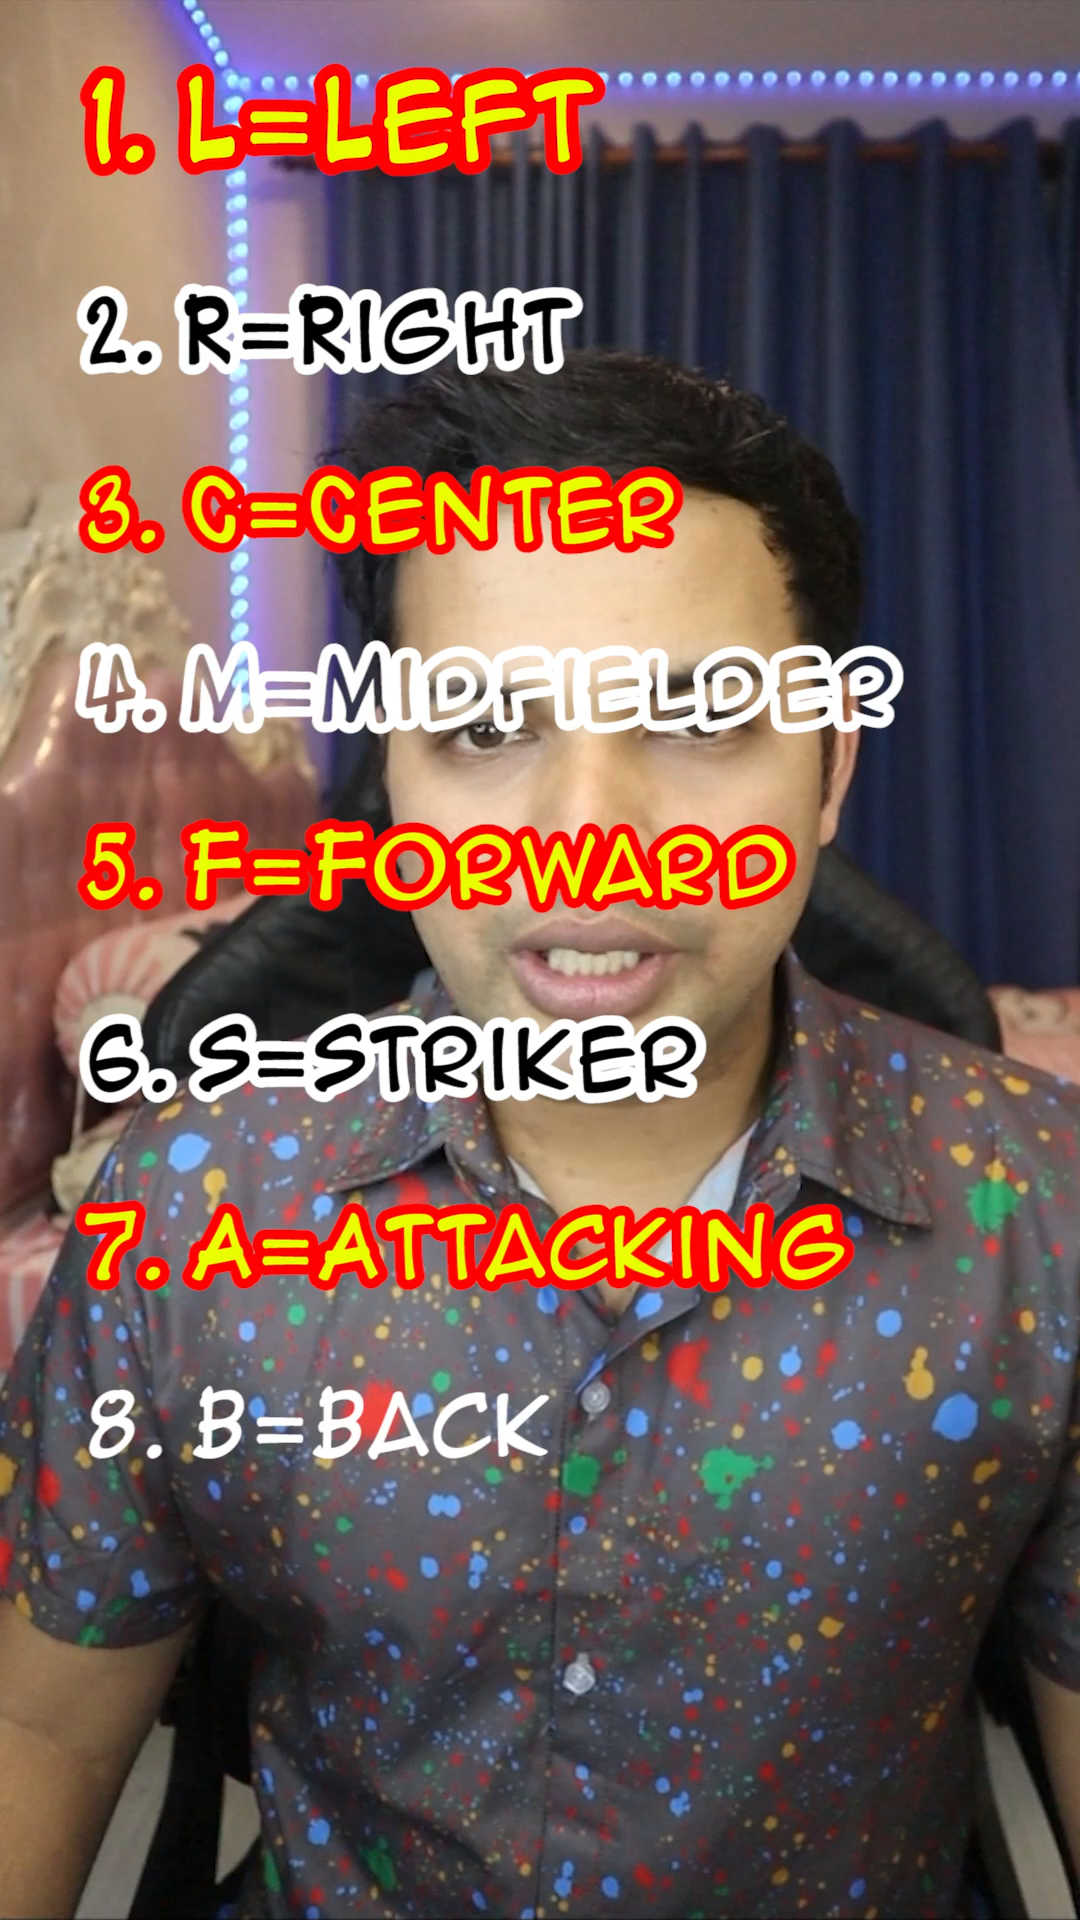 1. L=LEFT
2. R=RIGHT
3. C=CENTER
4. M=MIDFIELDER
5. F=FORWARD
6. S=STRIKER
7. A=ATTACKING
8. B=BACK